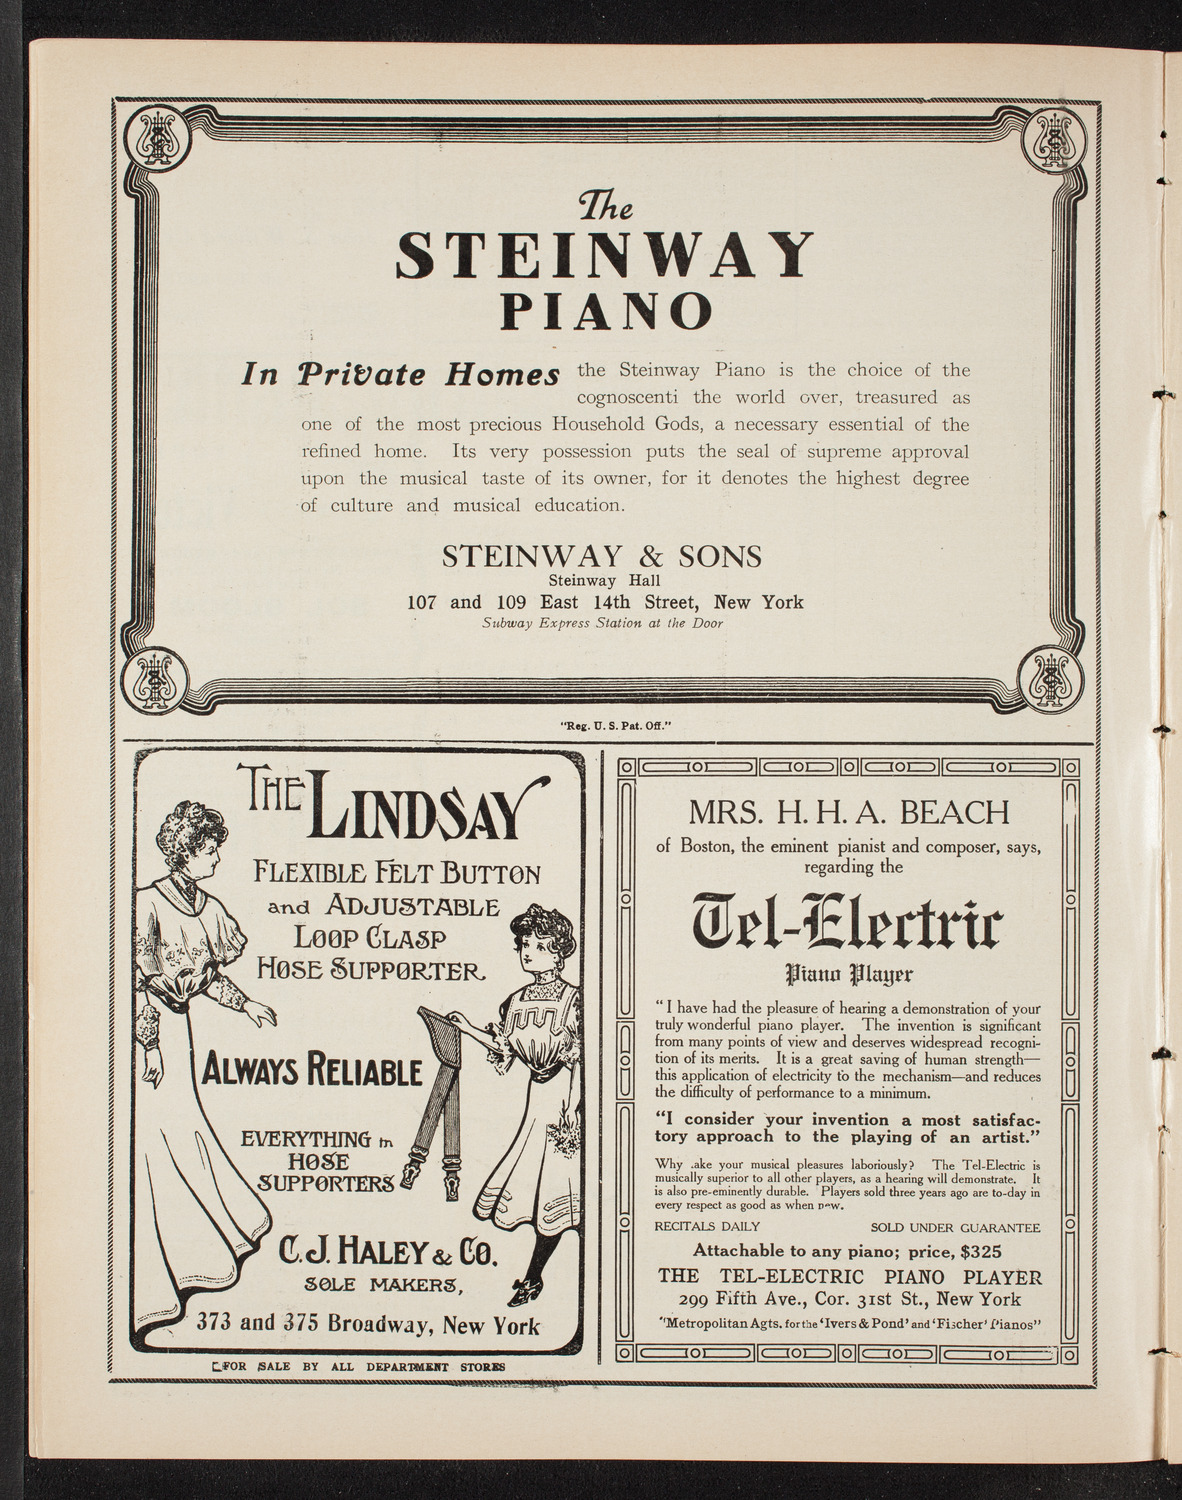 The
STEINWAY
PIANO
In Private Homes the Steinway Piano is the choice of the
cognoscenti the world over, treasured as
one of the most precious Household Gods, a necessary essential of the
refined home. Its very possession puts the seal of supreme approval
upon the musical taste of its owner, for it denotes the highest degree
of culture and musical education.
STEINWAY & SONS
Steinway Hall
107 and 109 East 14th Street, New York
Subway Express Station at the Door
"Reg. U. S. Pat. Off."
THE LINDSAY
FLEXIBLE FELT BUTTON
and ADJUSTABLE
LOOP CLASP
HOSE SUPPORTER
ALWAYS RELIABLE
EVERYTHING in
HOSE
SUPPORTERS
C. J. HALEY & CO.
SOLE MAKERS,
373 and 375 Broadway, New York
FOR SALE BY ALL DEPARTMENT STORES
MRS. H. H. A. BEACH
of Boston, the eminent pianist and composer, says,
regarding the
Tel-Electric
Piano Player
"I have had the pleasure of hearing a demonstration of your
truly wonderful piano player. The invention is significant
from many points of view and deserves widespread recogni-
tion of its merits. It is a great saving of human strength—
this application of electricity to the mechanism—and reduces
the difficulty of performance to a minimum.
"I consider your invention a most satisfac-
tory approach to the playing of an artist."
Why .ake your musical pleasures laboriously? The Tel-Electric is
musically superior to all other players, as a hearing will demonstrate. It
is also pre-eminently durable. Players sold three years ago are to-day in
every respect as good as when new.
RECITALS DAILY SOLD UNDER GUARANTEE
Attachable to any piano; price, $325
THE TEL-ELECTRIC PIANO PLAYER
299 Fifth Ave., Cor. 31st St., New York
"Metropolitan Agts. for the 'Ivers & Pond' and 'Fischer' Pianos"